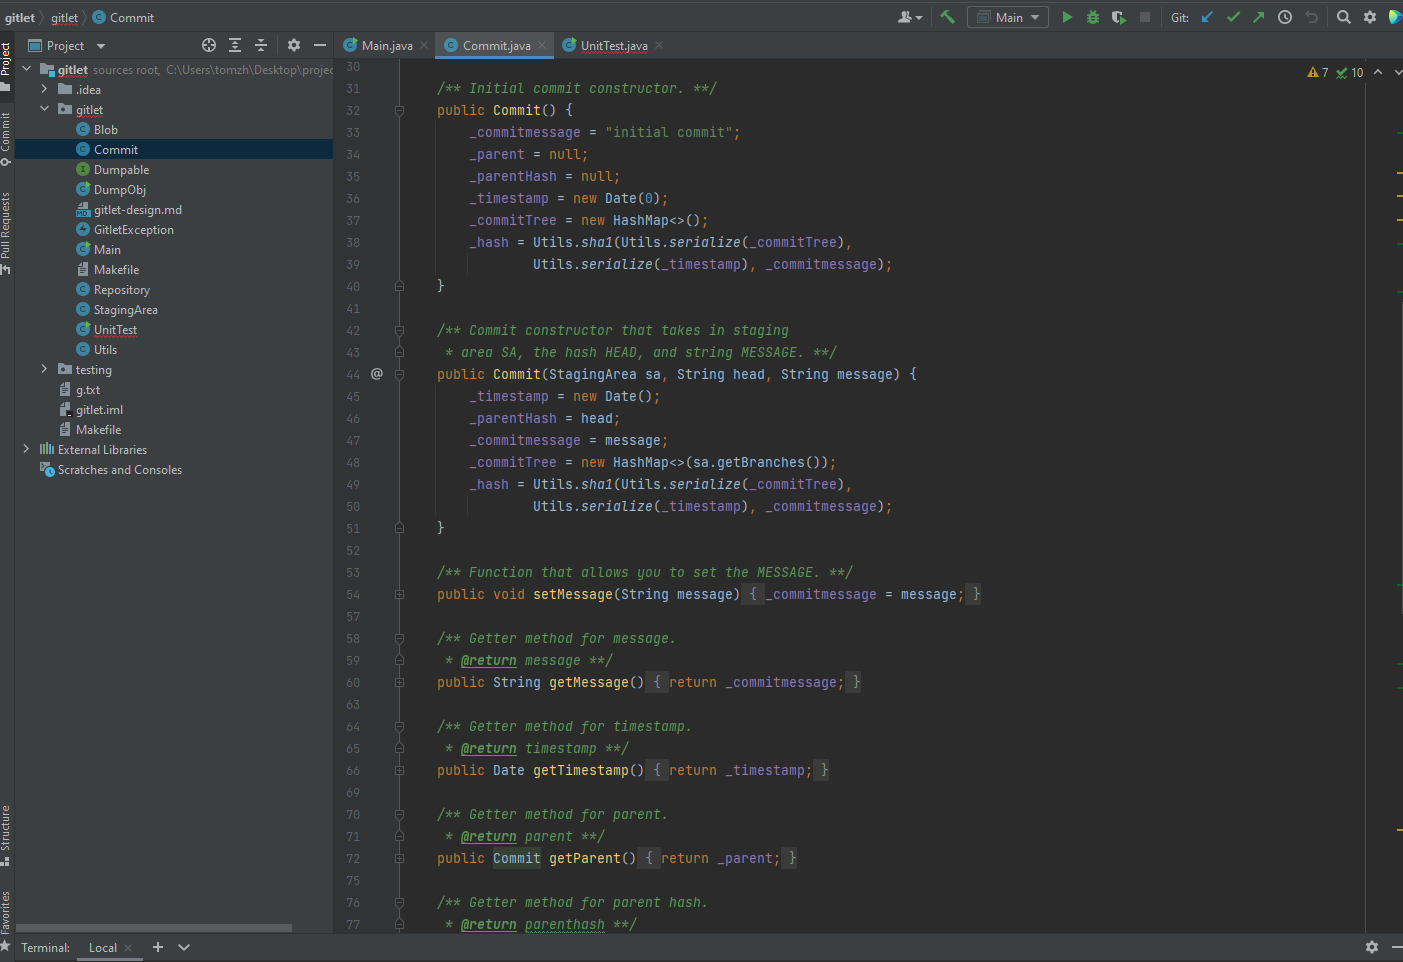 gitlet gitlet Commit Main Git:
Project
Main.java Commit.java UnitTest.java
gitlet sources root, C:\Users\tomzh\Desktop\projec
.idea
gitlet
Blob
Commit
Dumpable
DumpObj
gitlet-design.md
GitletException
Main
Makefile
Repository
StagingArea
UnitTest
Utils
testing
g.txt
gitlet.iml
Makefile
External Libraries
Scratches and Consoles
Project
Commit
Pull Requests
Structure
Favorites
7 10
30
31 /** Initial commit constructor. **/
32 public Commit() {
33 _commitmessage = "initial commit";
34 _parent = null;
35 _parentHash = null;
36 _timestamp = new Date(0);
37 _commitTree = new HashMap<>();
38 _hash = Utils.sha1(Utils.serialize(_commitTree),
39 Utils.serialize(_timestamp), _commitmessage);
40 }
41
42 /** Commit constructor that takes in staging
43 * area SA, the hash HEAD, and string MESSAGE. **/
44 @ public Commit(StagingArea sa, String head, String message) {
45 _timestamp = new Date();
46 _parentHash = head;
47 _commitmessage = message;
48 _commitTree = new HashMap<>(sa.getBranches());
49 _hash = Utils.sha1(Utils.serialize(_commitTree),
50 Utils.serialize(_timestamp), _commitmessage);
51 }
52
53 /** Function that allows you to set the MESSAGE. **/
54 public void setMessage(String message) { _commitmessage = message; }
57
58 /** Getter method for message.
59 * @return message **/
60 public String getMessage() { return _commitmessage; }
63
64 /** Getter method for timestamp.
65 * @return timestamp **/
66 public Date getTimestamp() { return _timestamp; }
69
70 /** Getter method for parent.
71 * @return parent **/
72 public Commit getParent() { return _parent; }
75
76 /** Getter method for parent hash.
77 * @return parenthash **/
Terminal: Local